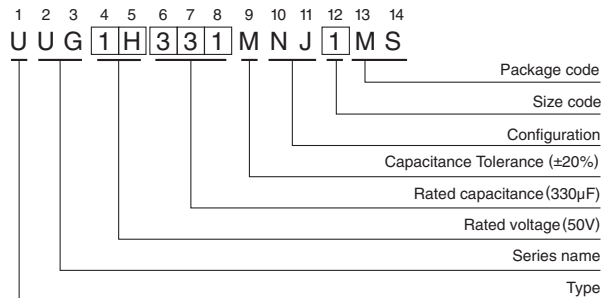 1 2 3 4 5 6 7 8 9 10 11 12 13 14
U U G 1 H 3 3 1 M N J 1 M S
Package code
Size code
Configuration
Capacitance Tolerance (±20%)
Rated capacitance (330µF)
Rated voltage (50V)
Series name
Type